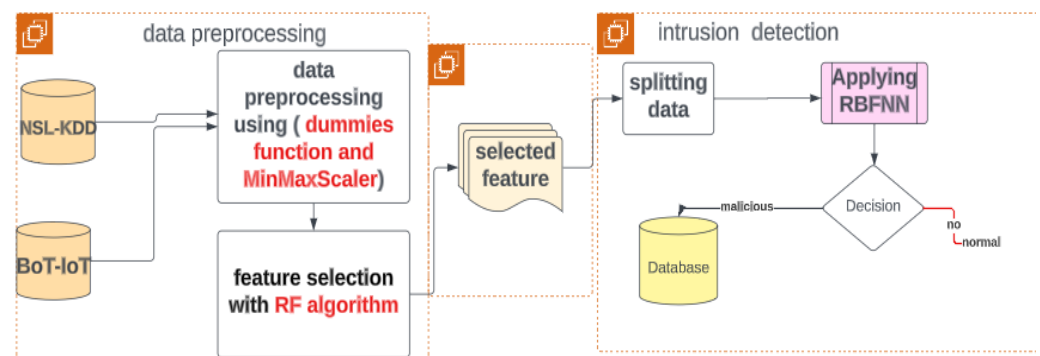 data preprocessing
NSL-KDD
BoT-IoT
data
preprocessing
using ( dummies
function and
MinMaxScaler)
feature selection
with RF algorithm
selected
feature
intrusion detection
splitting
data
Applying
RBFNN
Decision
malicious
no
normal
Database